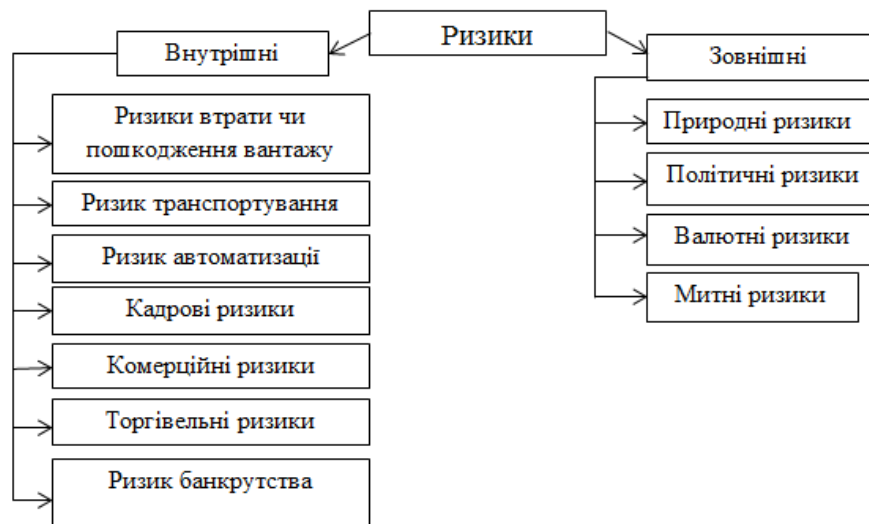 Ризики
Внутрішні
Ризики втрати чи
пошкодження вантажу
Ризик транспортування
Ризик автоматизації
Кадрові ризики
Комерційні ризики
Торгівельні ризики
Ризик банкрутства
Зовнішні
Природні ризики
Політичні ризики
Валютні ризики
Митні ризики